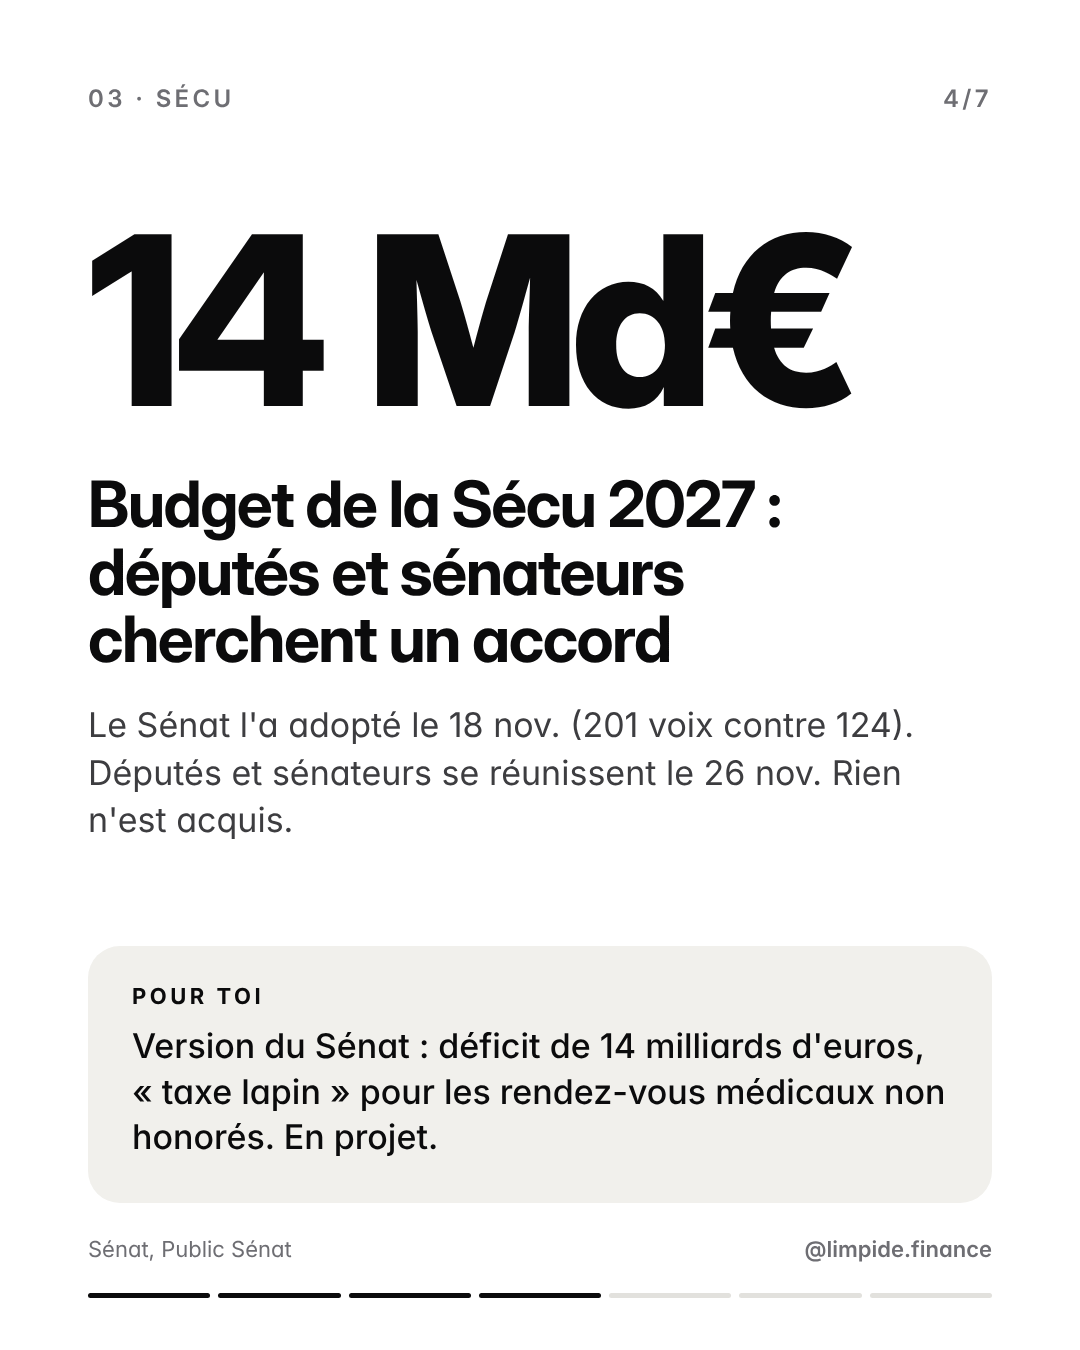 03 · SÉCU
4/7
14 Md€
Budget de la Sécu 2027 :
députés et sénateurs
cherchent un accord
Le Sénat l'a adopté le 18 nov. (201 voix contre 124).
Députés et sénateurs se réunissent le 26 nov. Rien
n'est acquis.
POUR TOI
Version du Sénat : déficit de 14 milliards d'euros,
« taxe lapin » pour les rendez-vous médicaux non
honorés. En projet.
Sénat, Public Sénat
@limpide.finance